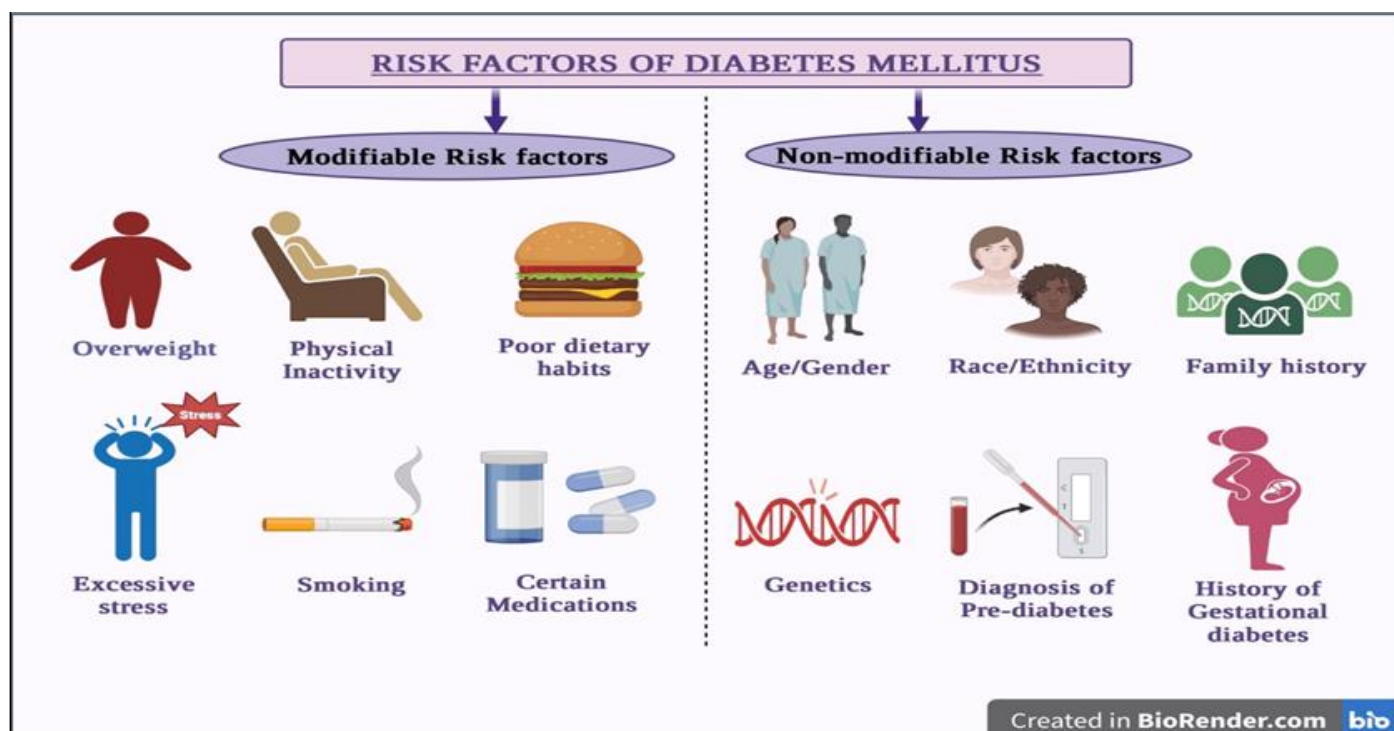 RISK FACTORS OF DIABETES MELLITUS
Modifiable Risk factors
Overweight
Physical
Inactivity
Poor dietary
habits
Stress
Excessive
stress
Smoking
Certain
Medications
Non-modifiable Risk factors
Age/Gender
Race/Ethnicity
Family history
Genetics
C
T
S
Diagnosis of
Pre-diabetes
History of
Gestational
diabetes
Created in BioRender.com bio